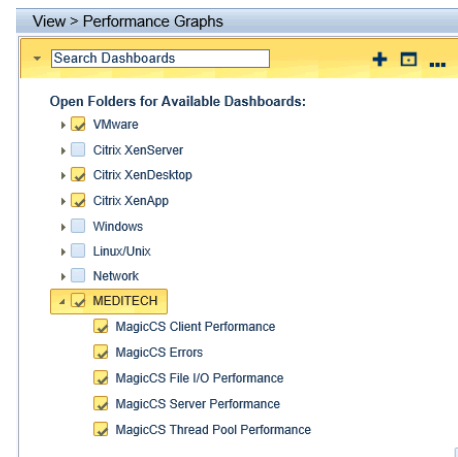 View > Performance Graphs
Search Dashboards
Open Folders for Available Dashboards:
VMware
Citrix XenServer
Citrix XenDesktop
Citrix XenApp
Windows
Linux/Unix
Network
MEDITECH
MagicCS Client Performance
MagicCS Errors
MagicCS File I/O Performance
MagicCS Server Performance
MagicCS Thread Pool Performance